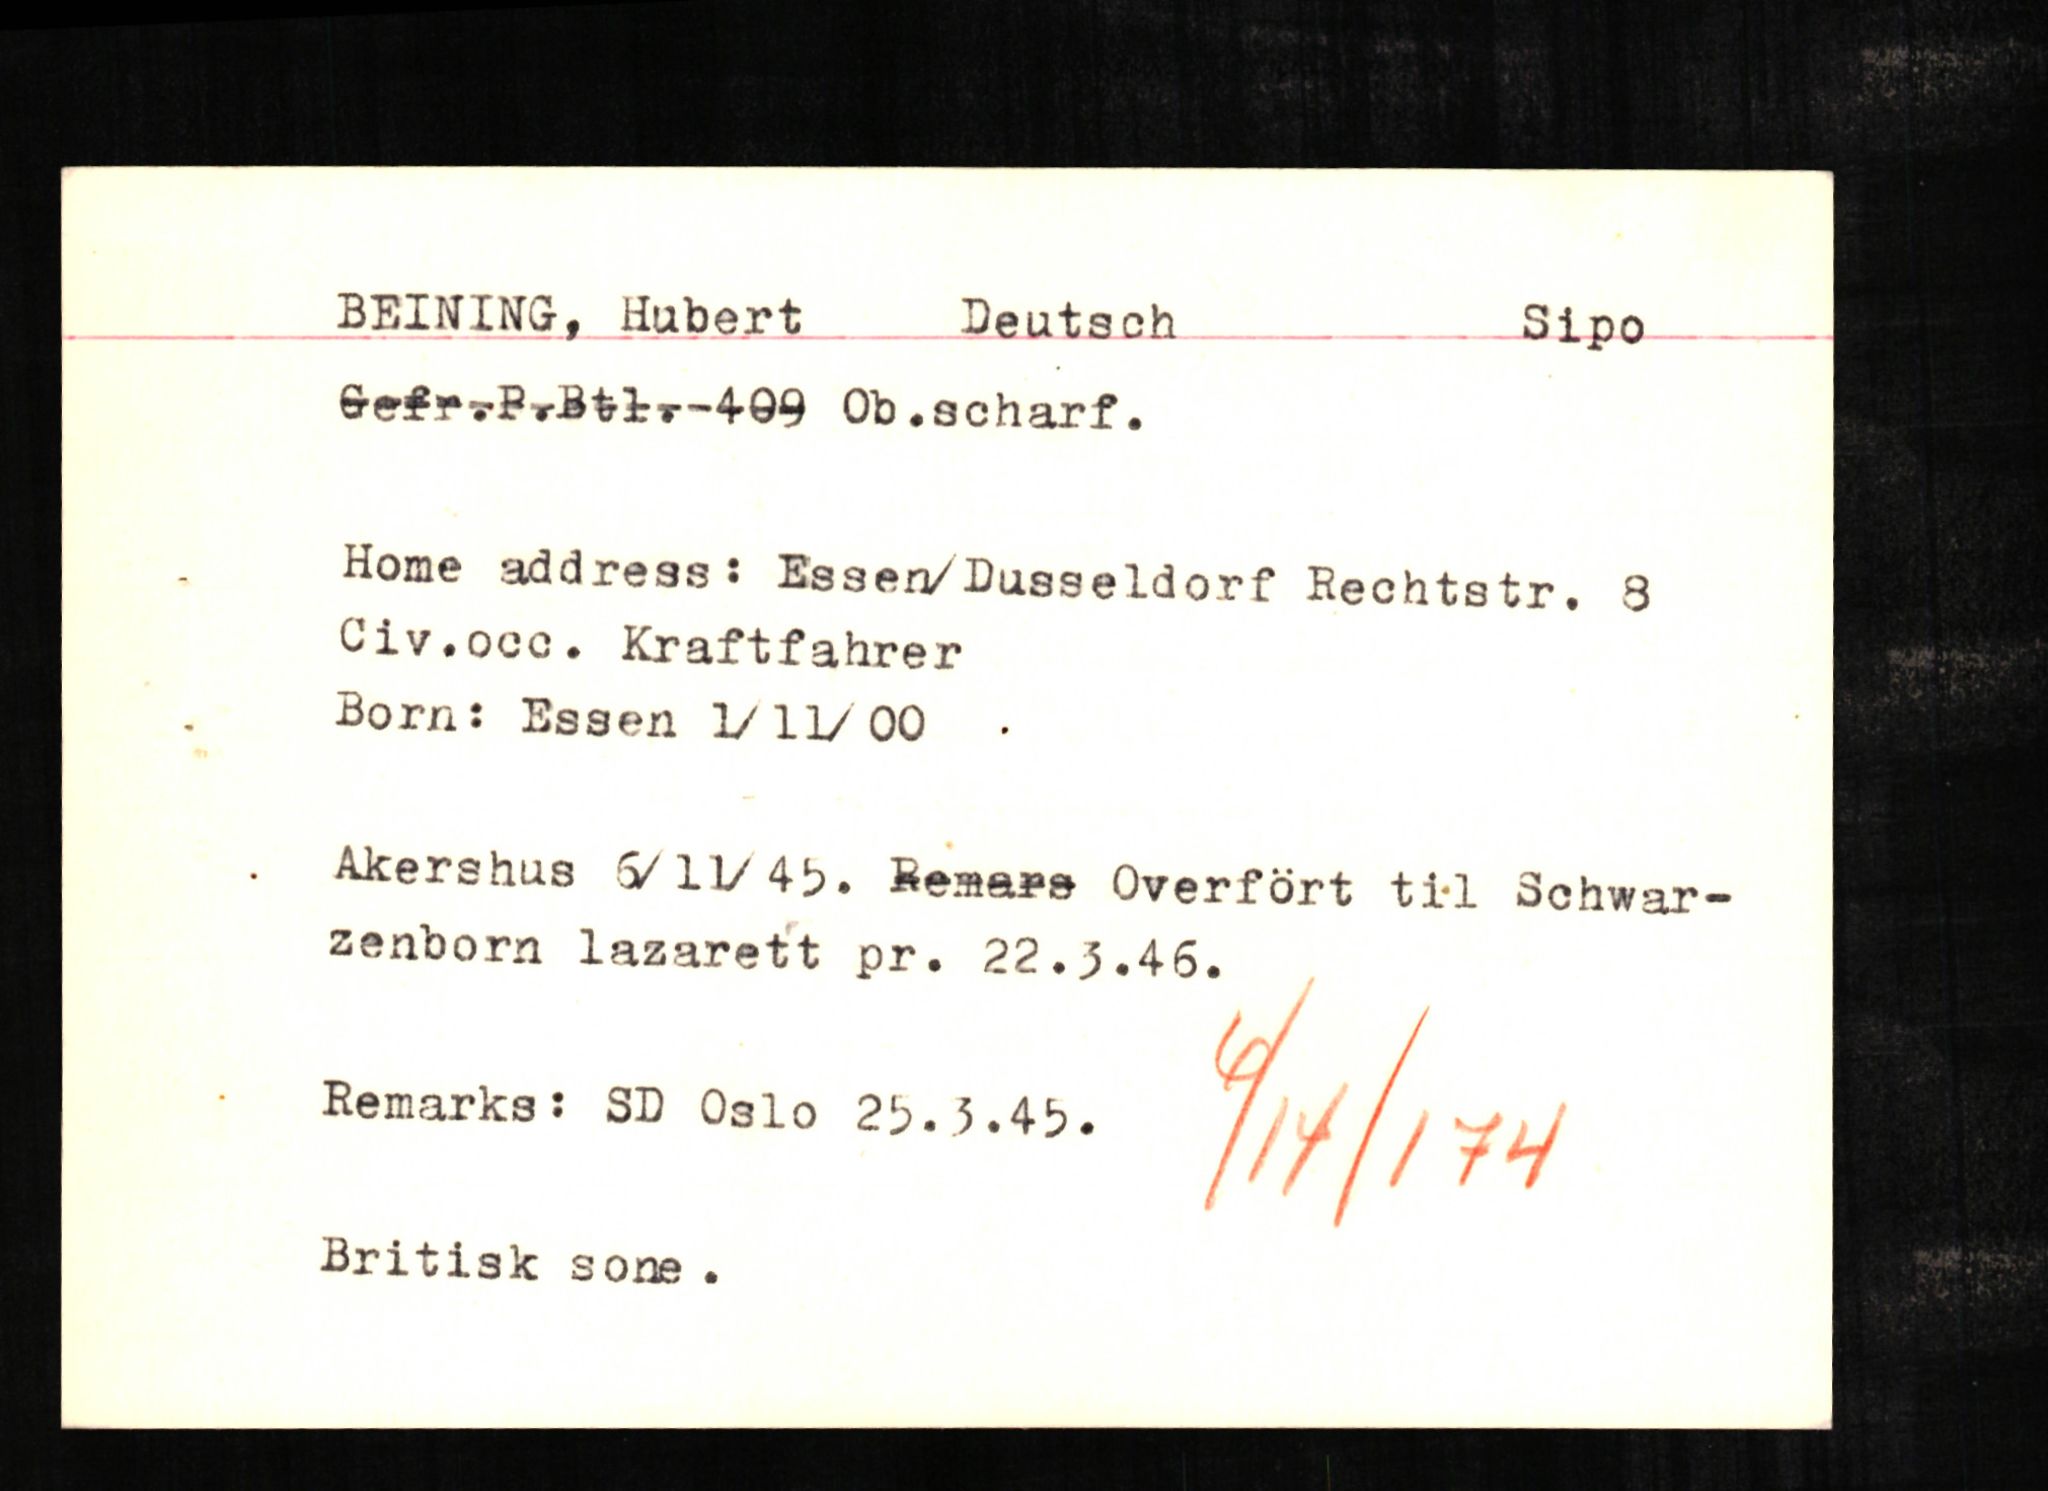 BEINING, Hubert Deutsch Sipo
Gefr.P.Btl.-409 Ob.scharf.
Home address: Essen/Dusseldorf Rechtstr. 8
Civ.occ. Kraftfahrer
Born: Essen 1/11/00
Akershus 6/11/45. Remars Overfört til Schwar-
zenborn lazarett pr. 22.3.46.
Remarks: SD Oslo 25.3.45.
6/14/174
Britisk sone.